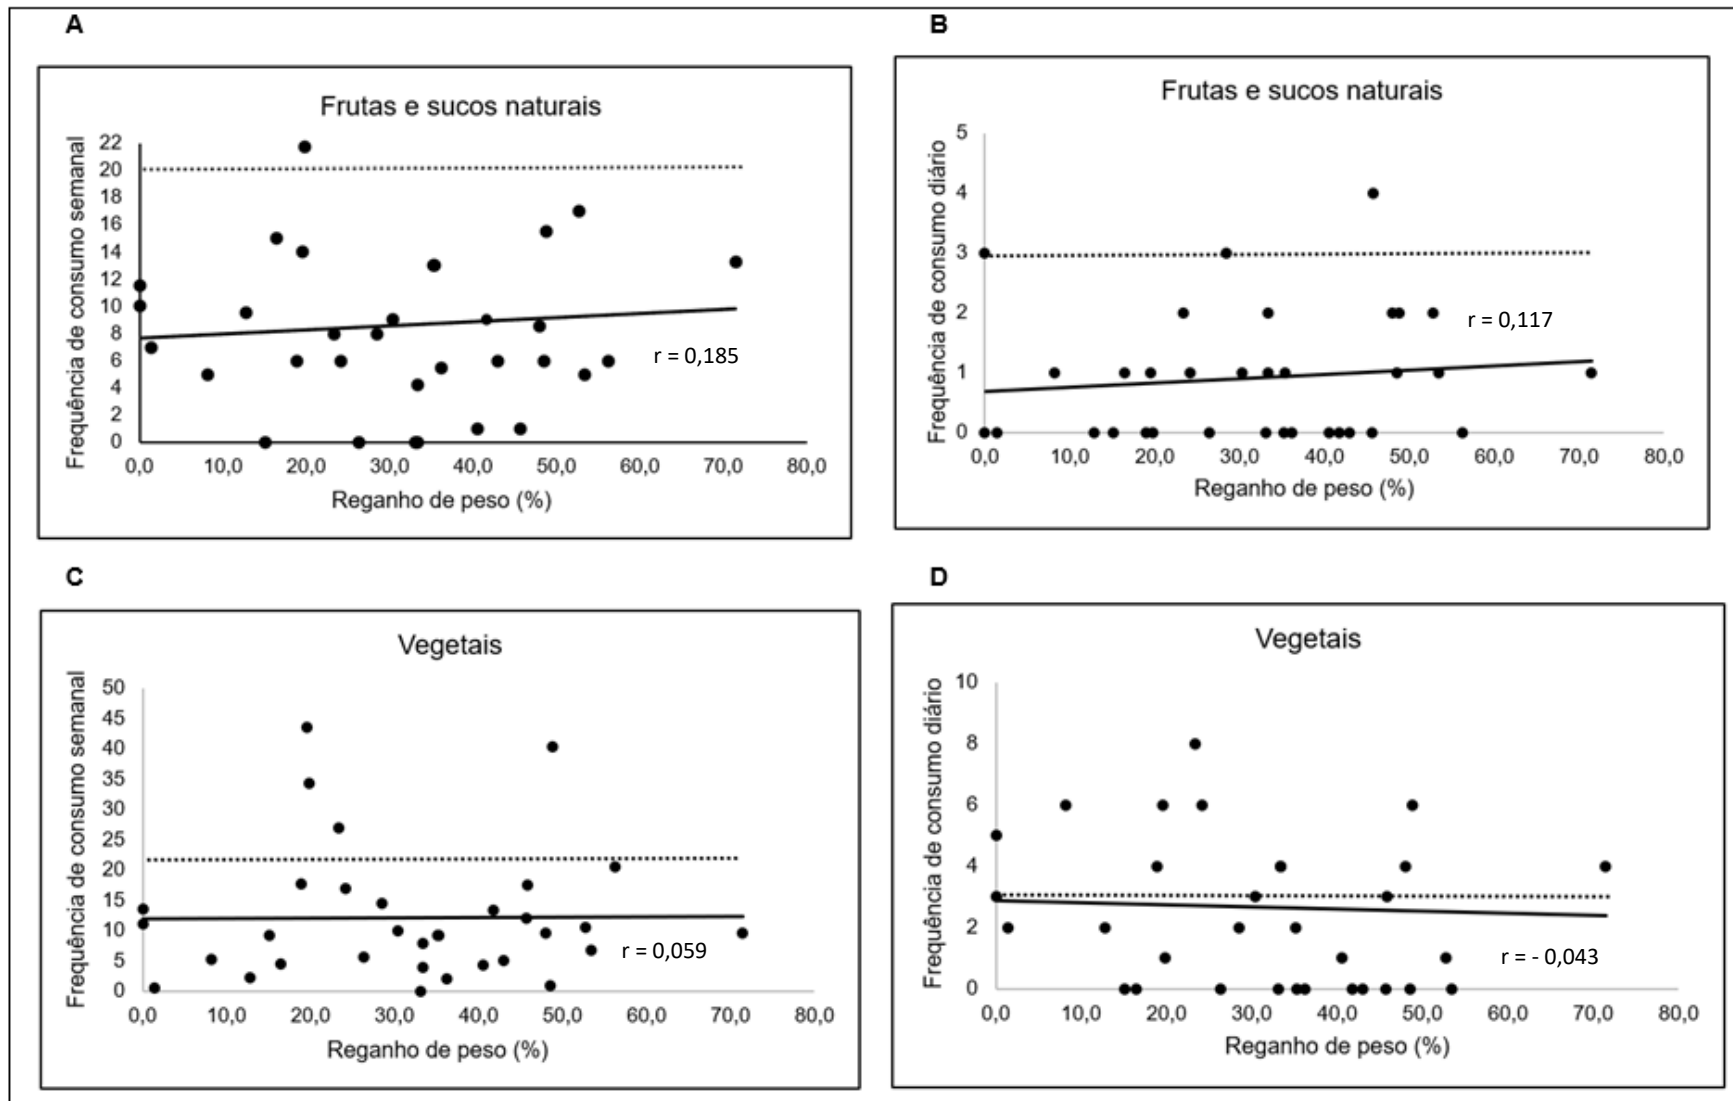 A
Frutas e sucos naturais
Frequência de consumo semanal
22
20
18
16
14
12
10
8
6
4
2
0
r = 0,185
0,0 10,0 20,0 30,0 40,0 50,0 60,0 70,0 80,0
Reganho de peso (%)
B
Frutas e sucos naturais
Frequência de consumo diário
5
4
3
2
1
0
r = 0,117
0,0 10,0 20,0 30,0 40,0 50,0 60,0 70,0 80,0
Reganho de peso (%)
C
Vegetais
Frequência de consumo semanal
50
45
40
35
30
25
20
15
10
5
0
r = 0,059
0,0 10,0 20,0 30,0 40,0 50,0 60,0 70,0 80,0
Reganho de peso (%)
D
Vegetais
Frequência de consumo diário
10
8
6
4
2
0
r = - 0,043
0,0 10,0 20,0 30,0 40,0 50,0 60,0 70,0 80,0
Reganho de peso (%)